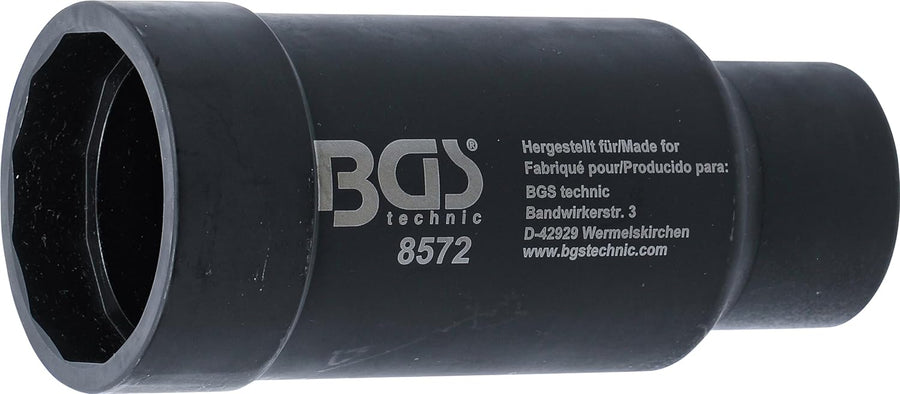 BGS®
technic
8572
Hergestellt für/Made for
Fabriqué pour/Producido para:
BGS technic
Bandwirkerstr. 3
D-42929 Wermelskirchen
www.bgstechnic.com